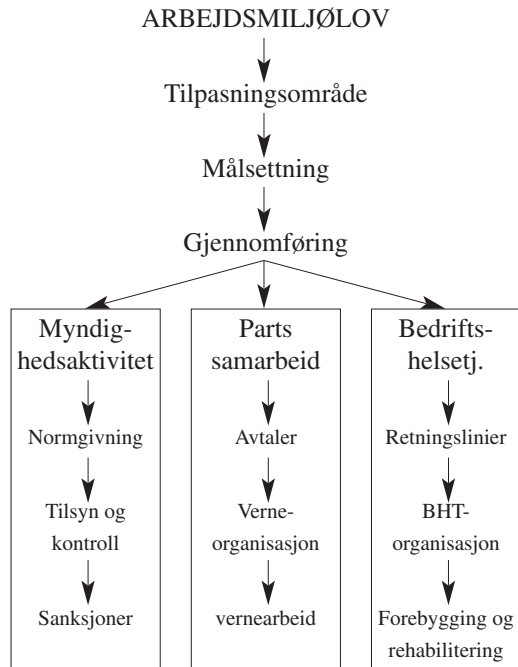 ARBEJDSMILJØLOV
Tilpasningsområde
Målsettning
Gjennomføring
Myndig-
hedsaktivitet
Normgivning
Tilsyn og
kontroll
Sanksjoner
Parts
samarbeid
Avtaler
Verne-
organisasjon
vernearbeid
Bedrifts-
helsetj.
Retningslinier
BHT-
organisasjon
Forebygging og
rehabilitering